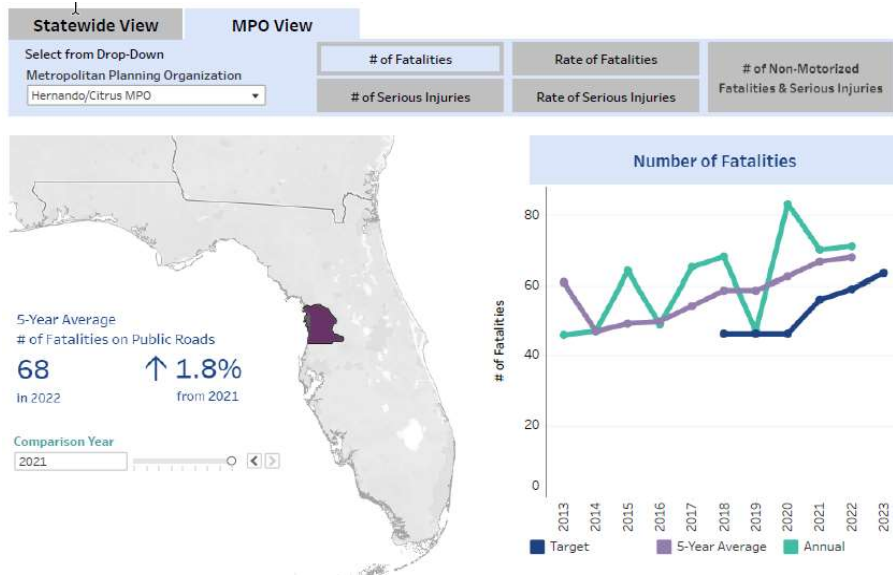 Statewide View
MPO View
Select from Drop-Down
Metropolitan Planning Organization
Hernando/Citrus MPO
# of Fatalities
Rate of Fatalities
# of Non-Motorized
Fatalities & Serious Injuries
# of Serious Injuries
Rate of Serious Injuries
5-Year Average
# of Fatalities on Public Roads
68
↑ 1.8%
in 2022
from 2021
Comparison Year
2021
Number of Fatalities
# of Fatalities
80
60
40
20
0
2013
2014
2015
2016
2017
2018
2019
2020
2021
2022
2023
Target
5-Year Average
Annual